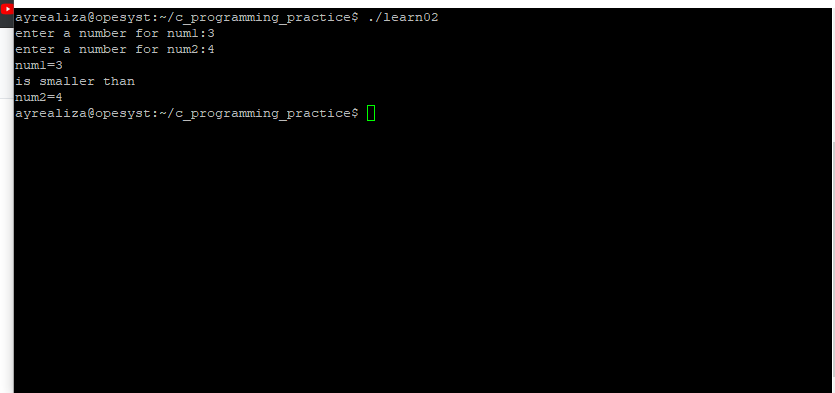 ayrealiza@opesyst:~/c_programming_practice$ ./learn02
enter a number for num1:3
enter a number for num2:4
num1=3
is smaller than
num2=4
ayrealiza@opesyst:~/c_programming_practice$